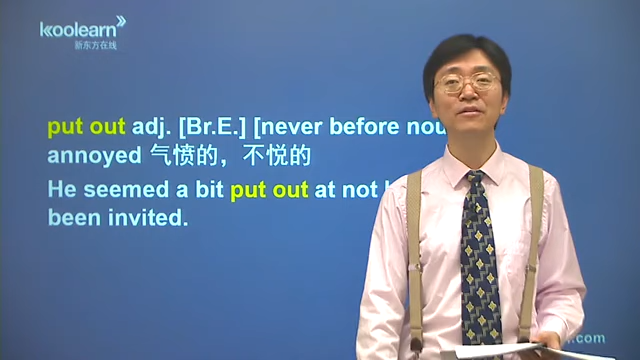 koolearn
新东方在线
put out adj. [Br.E.] [never before nou
annoyed 气愤的，不悦的
He seemed a bit put out at not
been invited.
.com